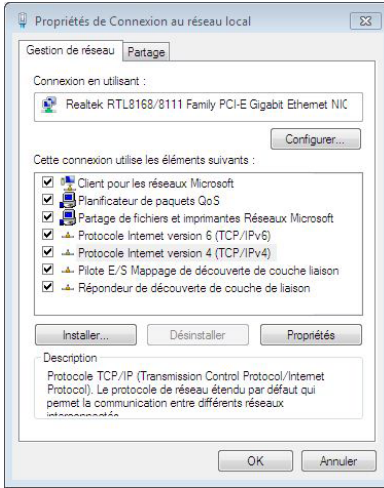 Propriétés de Connexion au réseau local
Gestion de réseau
Partage
Connexion en utilisant :
Realtek RTL8168/8111 Family PCI-E Gigabit Ethernet NIC
Configurer...
Cette connexion utilise les éléments suivants :
Client pour les réseaux Microsoft
Planificateur de paquets QoS
Partage de fichiers et imprimantes Réseaux Microsoft
Protocole Internet version 6 (TCP/IPv6)
Protocole Internet version 4 (TCP/IPv4)
Pilote E/S Mappage de découverte de couche liaison
Répondeur de découverte de couche de liaison
Installer...
Désinstaller
Propriétés
Description
Protocole TCP/IP (Transmission Control Protocol/Internet
Protocol). Le protocole de réseau étendu par défaut qui
permet la communication entre différents réseaux
interconnectés
OK
Annuler